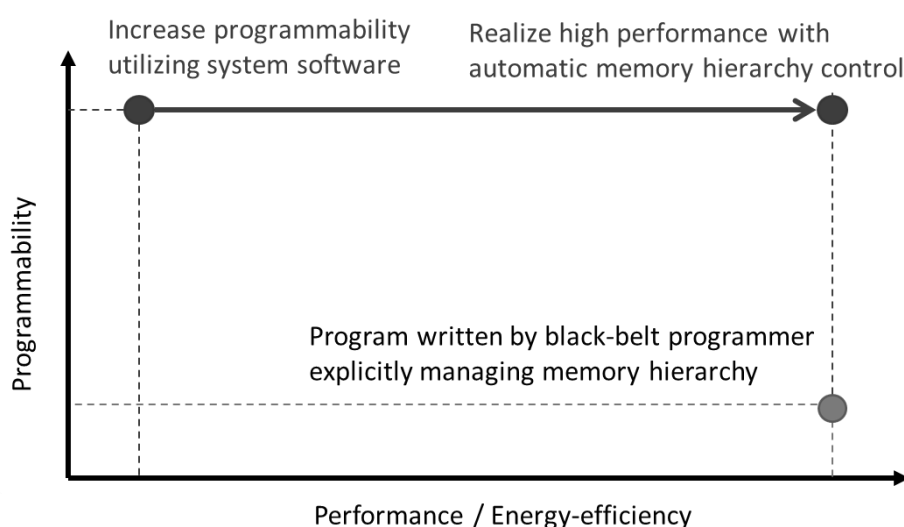 Increase programmability
utilizing system software
Realize high performance with
automatic memory hierarchy control
Programmability
Program written by black-belt programmer
explicitly managing memory hierarchy
Performance / Energy-efficiency